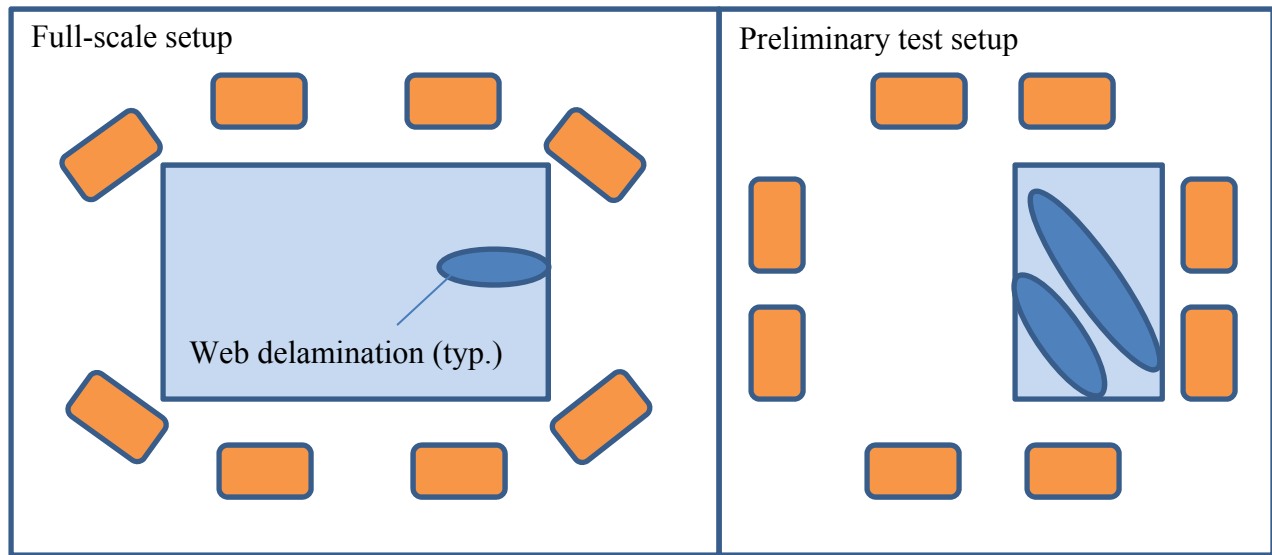 Full-scale setup
Preliminary test setup
Web delamination (typ.)